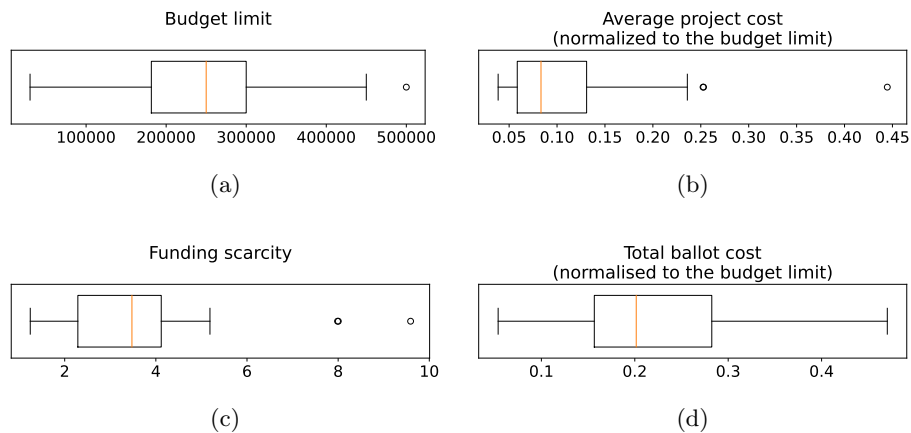 Budget limit
100000 200000 300000 400000 500000
(a)
Average project cost
(normalized to the budget limit)
0.05 0.10 0.15 0.20 0.25 0.30 0.35 0.40 0.45
(b)
Funding scarcity
2 4 6 8 10
(c)
Total ballot cost
(normalised to the budget limit)
0.1 0.2 0.3 0.4
(d)